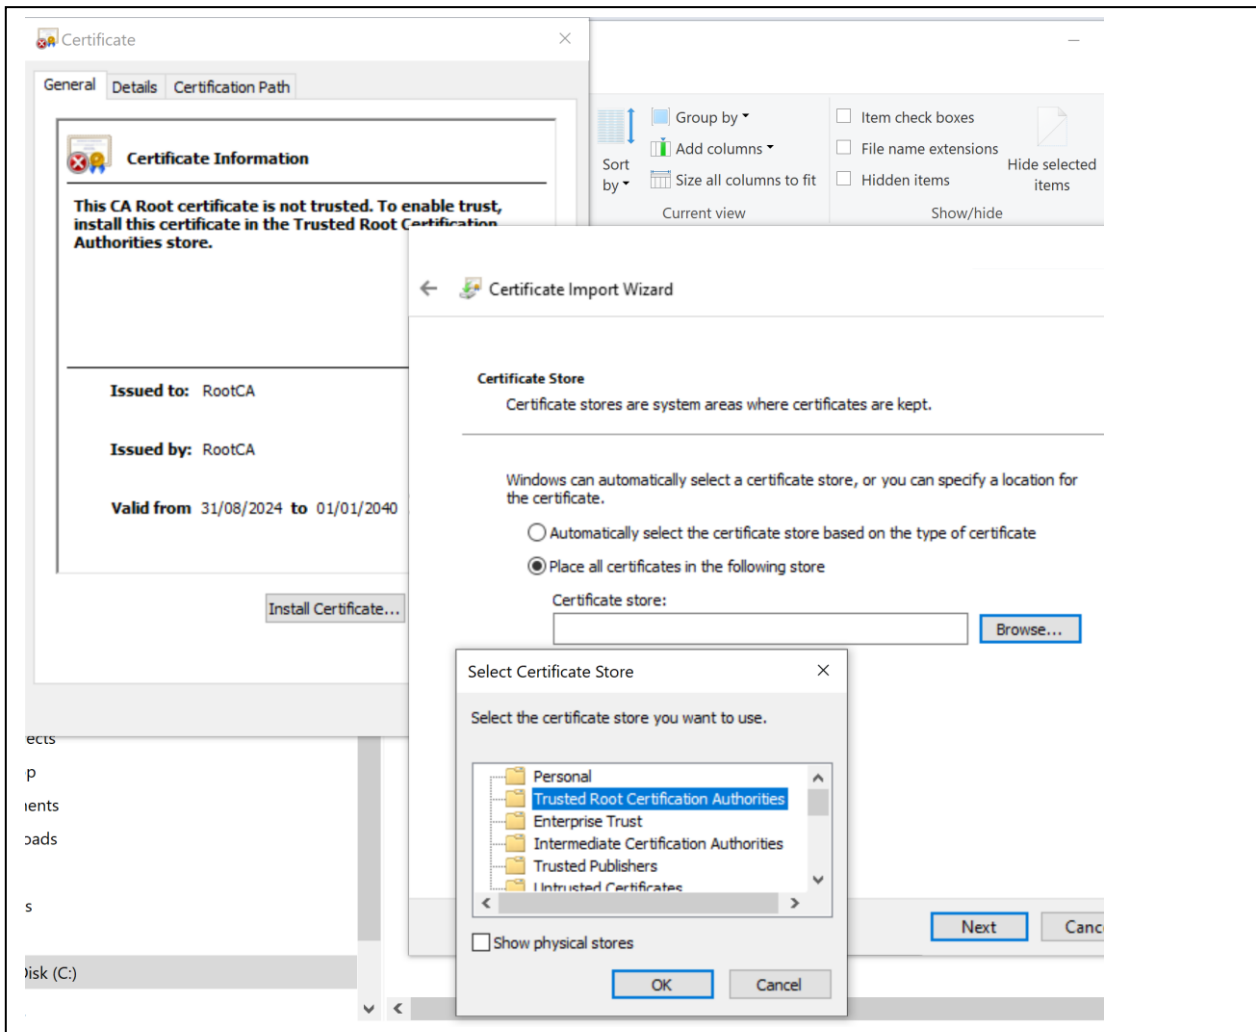 Certificate
General Details Certification Path
Certificate Information
This CA Root certificate is not trusted. To enable trust,
install this certificate in the Trusted Root Certification
Authorities store.
Issued to: RootCA
Issued by: RootCA
Valid from 31/08/2024 to 01/01/2040
Install Certificate...
Sort
by
Group by
Add columns
Size all columns to fit
Current view
Item check boxes
File name extensions
Hidden items
Hide selected
items
Show/hide
Certificate Import Wizard
Certificate Store
Certificate stores are system areas where certificates are kept.
Windows can automatically select a certificate store, or you can specify a location for
the certificate.
Automatically select the certificate store based on the type of certificate
Place all certificates in the following store
Certificate store:
Browse...
Select Certificate Store
Select the certificate store you want to use.
Personal
Trusted Root Certification Authorities
Enterprise Trust
Intermediate Certification Authorities
Trusted Publishers
Untrusted Certificates
Show physical stores
OK Cancel
Next Canc
ects
p
ents
oads
s
isk (C:)